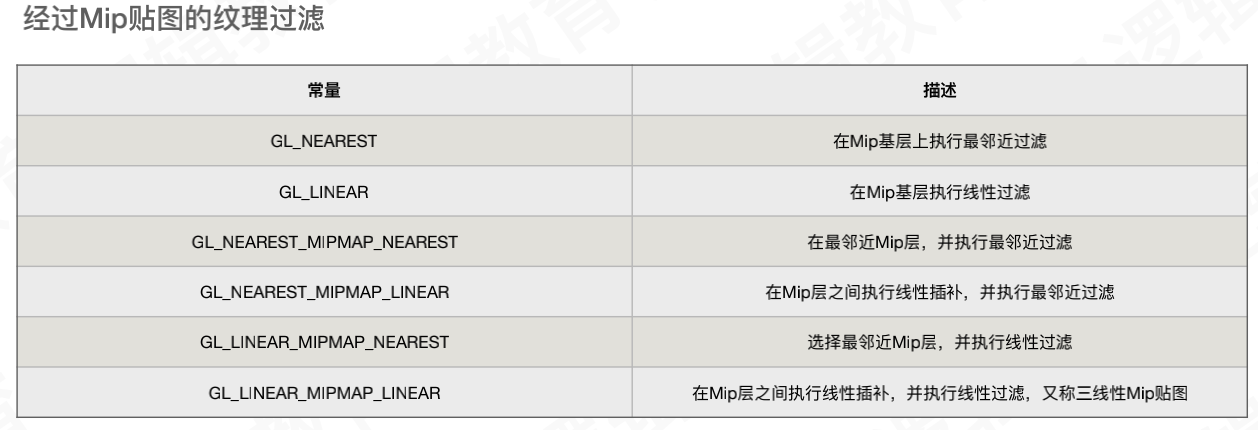 经过Mip贴图的纹理过滤
常量 描述
GL_NEAREST 在Mip基层上执行最邻近过滤
GL_LINEAR 在Mip基层执行线性过滤
GL_NEAREST_MIPMAP_NEAREST 在最邻近Mip层，并执行最邻近过滤
GL_NEAREST_MIPMAP_LINEAR 在Mip层之间执行线性插补，并执行最邻近过滤
GL_LINEAR_MIPMAP_NEAREST 选择最邻近Mip层，并执行线性过滤
GL_LINEAR_MIPMAP_LINEAR 在Mip层之间执行线性插补，并执行线性过滤，又称三线性Mip贴图